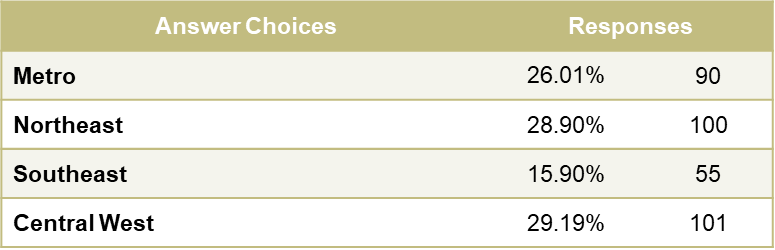 Answer Choices Responses
Metro 26.01% 90
Northeast 28.90% 100
Southeast 15.90% 55
Central West 29.19% 101